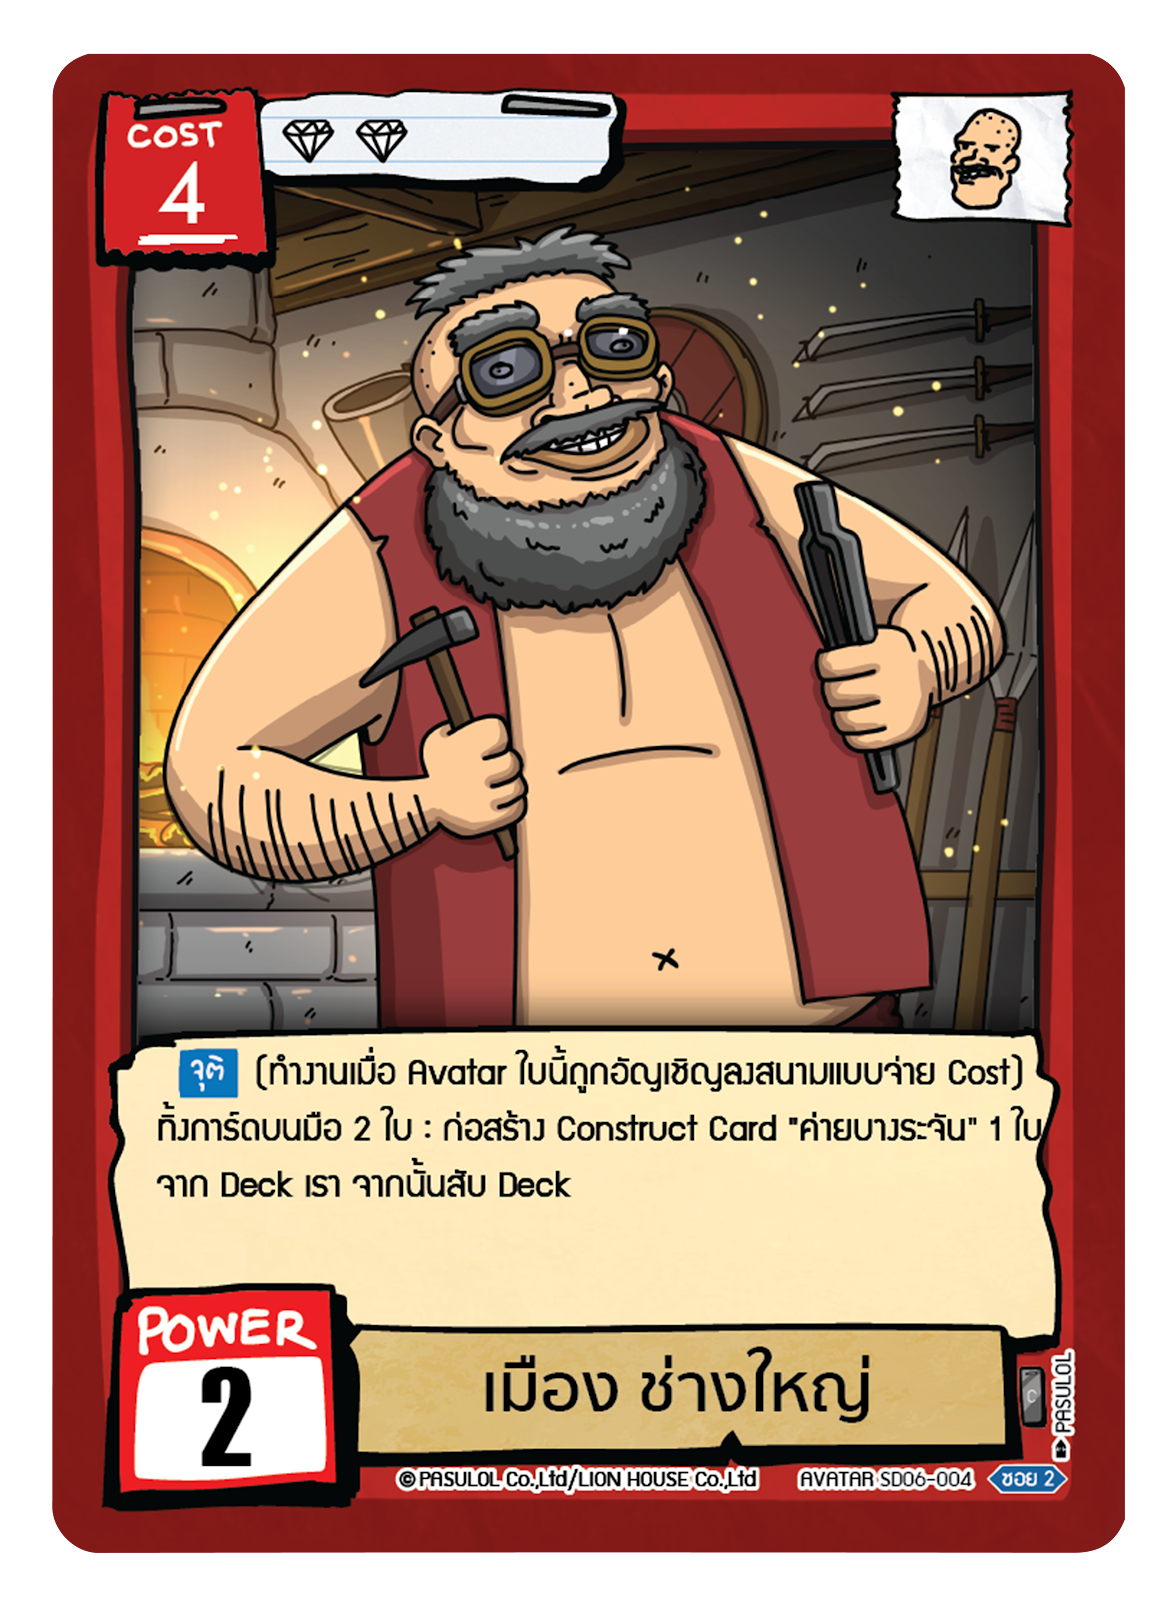 COST
4
จุติ (ทำงานเมื่อ Avatar ใบนี้ถูกอัญเชิญลงสนามแบบจ่าย Cost)
ทิ้งการ์ดบนมือ 2 ใบ : ก่อสร้าง Construct Card "ค่ายบางระจัน" 1 ใบ
จาก Deck เรา จากนั้นสับ Deck
POWER
2
เมือง ช่างใหญ่
C
PASULOL
© PASULOL Co.,Ltd/LION HOUSE Co.,Ltd
AVATAR SD06-004
ซอย 2